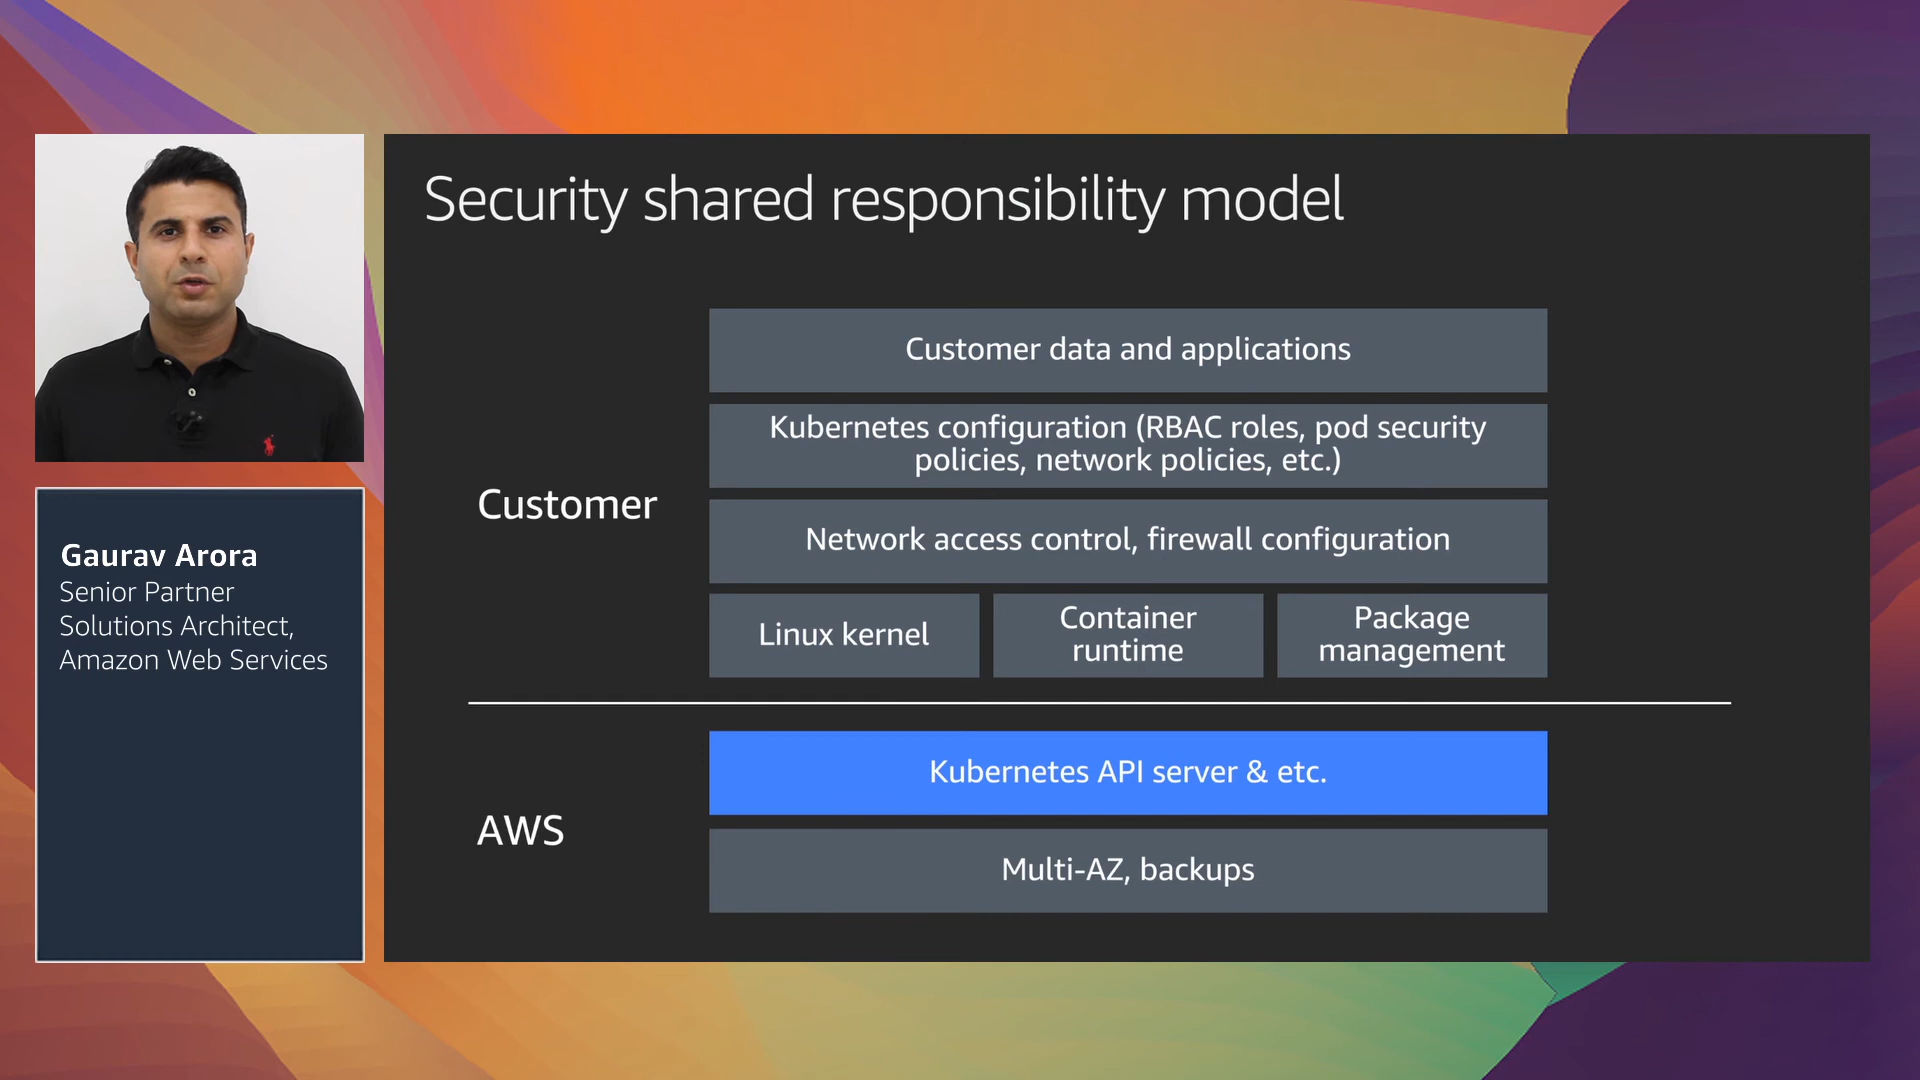 Security shared responsibility model
Customer data and applications
Kubernetes configuration (RBAC roles, pod security
policies, network policies, etc.)
Customer
Network access control, firewall configuration
Linux kernel
Container
runtime
Package
management
AWS
Kubernetes API server & etc.
Multi-AZ, backups
Gaurav Arora
Senior Partner
Solutions Architect,
Amazon Web Services